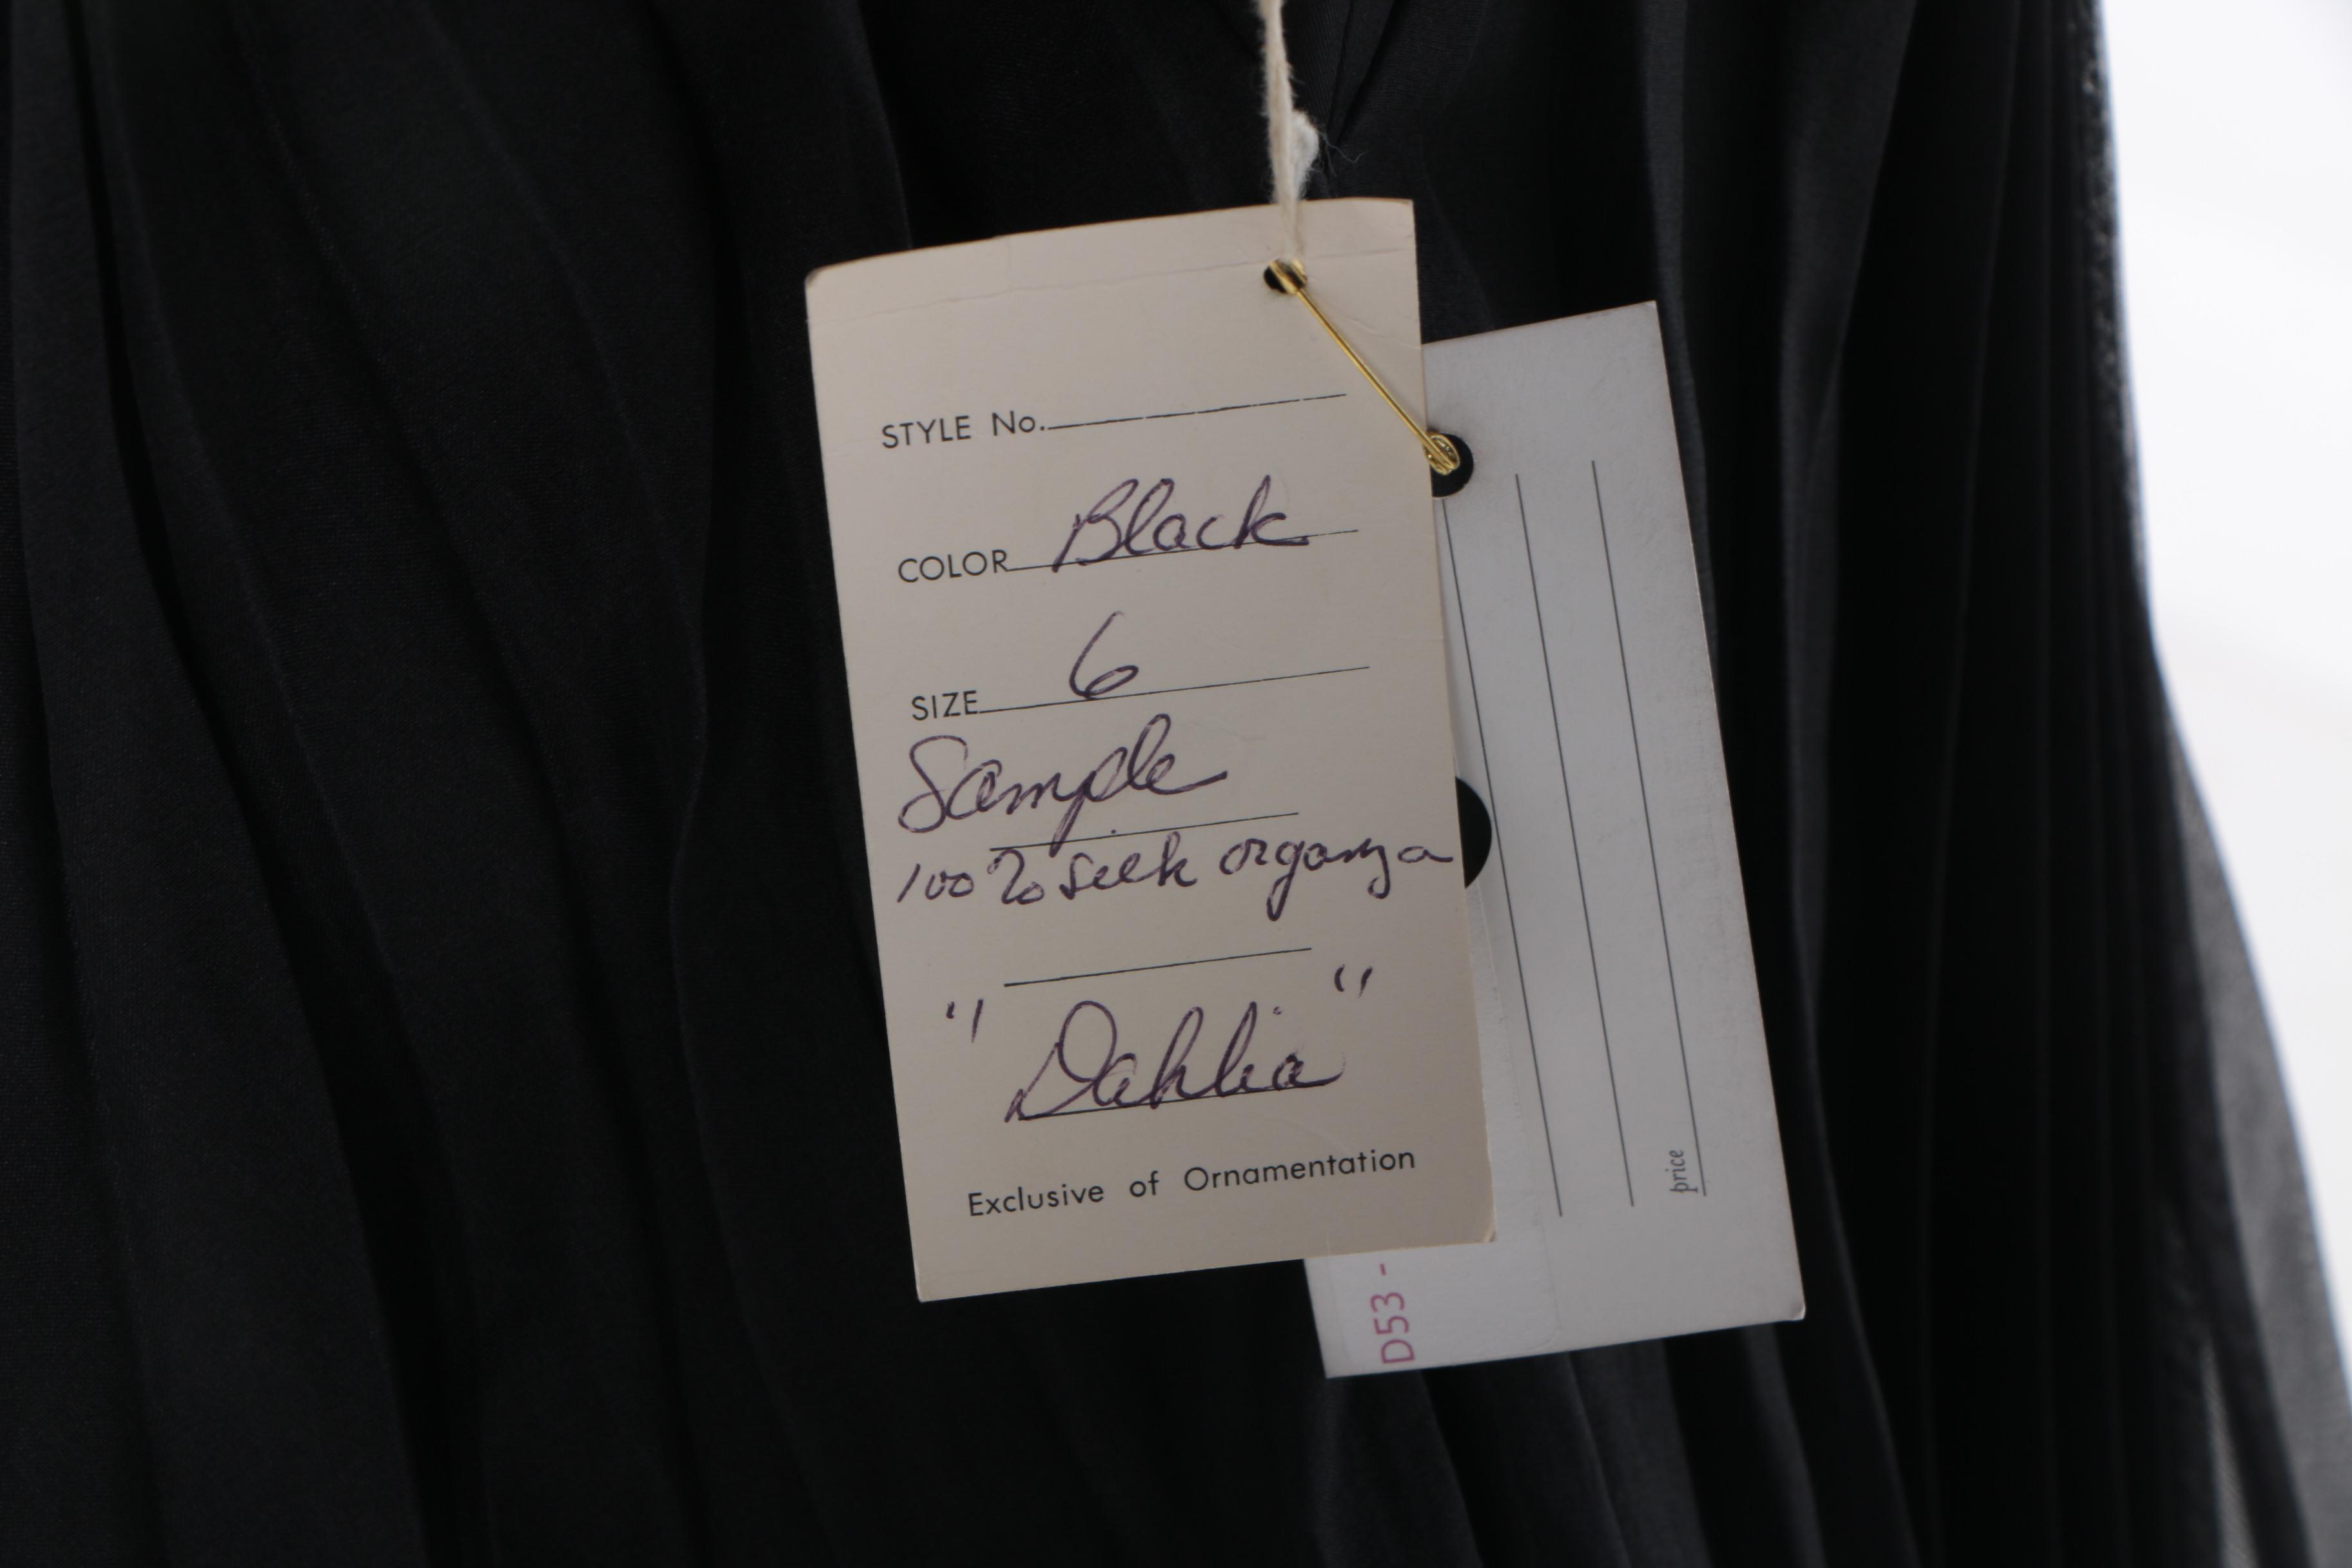 STYLE No.
COLOR Black
SIZE 6
Sample
100% silk organza
"Dahlia"
Exclusive of Ornamentation
price
D53 -